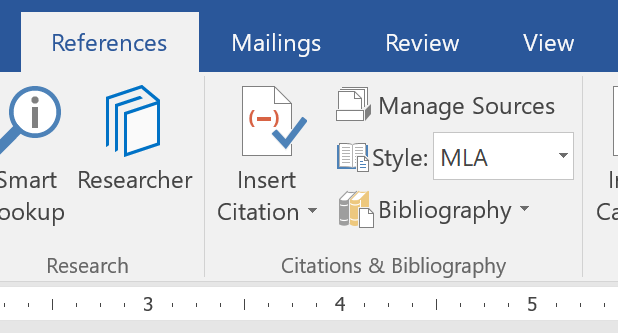 References Mailings Review View
Smart Lookup
Researcher
Insert Citation
Manage Sources
Style: MLA
Bibliography
Research
Citations & Bibliography
3 4 5